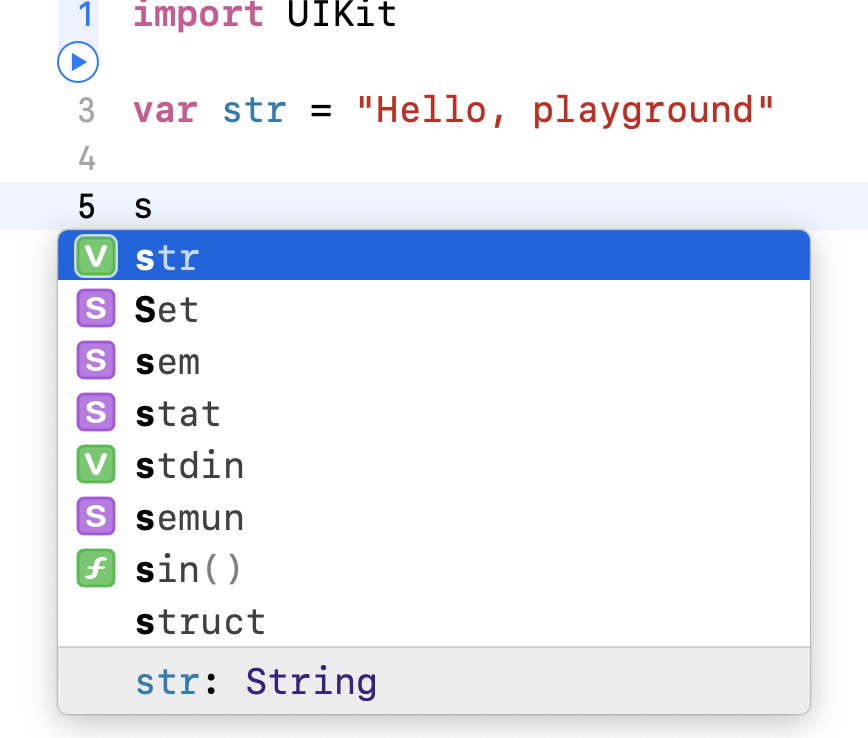 1 import UIKit
3 var str = "Hello, playground"
4
5 s
V str
S Set
S sem
S stat
V stdin
S semun
f sin()
struct
str: String